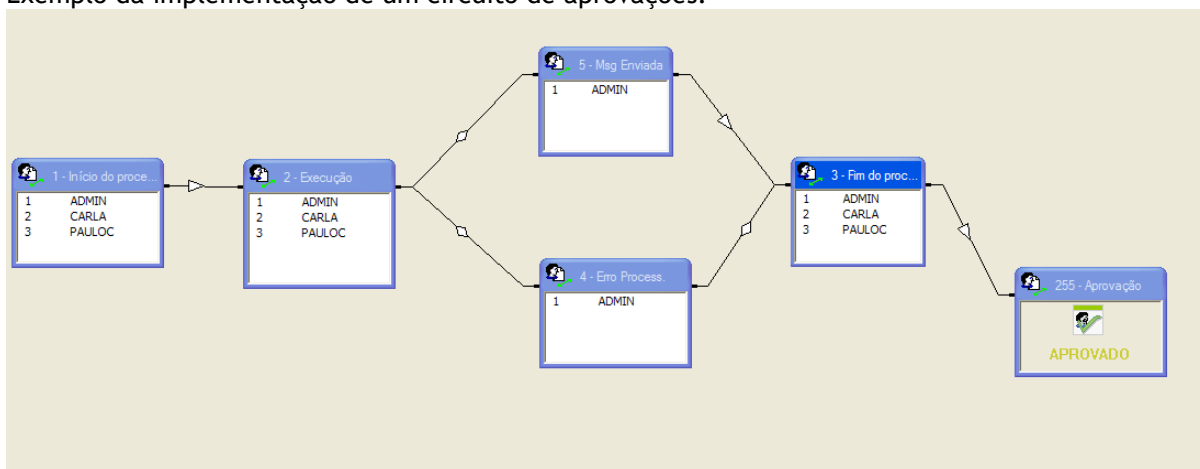 Exemplo da implementação de um circuito de aprovações.
5 - Msg Enviada
1 ADMIN
1 - Início do proce...
1 ADMIN
2 CARLA
3 PAULOC
2 - Execução
1 ADMIN
2 CARLA
3 PAULOC
3 - Fim do proc...
1 ADMIN
2 CARLA
3 PAULOC
4 - Erro Process.
1 ADMIN
255 - Aprovação
APROVADO